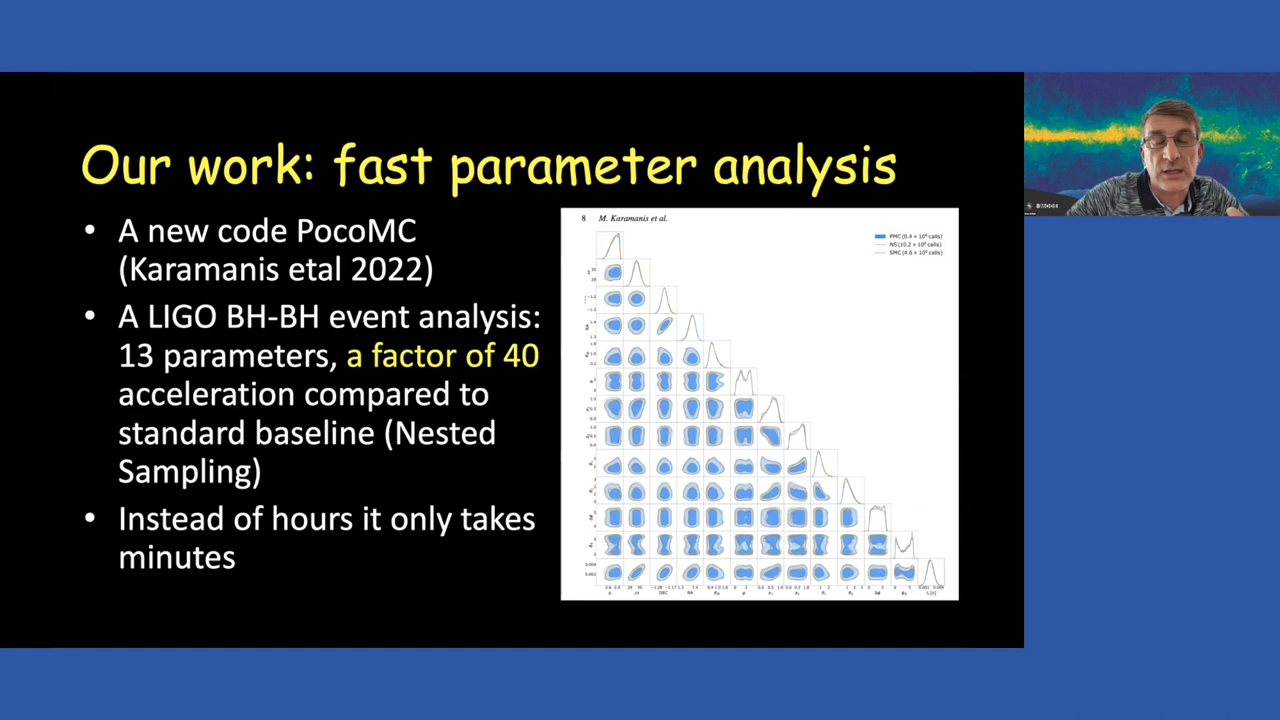 Our work: fast parameter analysis
• A new code PocoMC
(Karamanis etal 2022)
• A LIGO BH-BH event analysis:
13 parameters, a factor of 40
acceleration compared to
standard baseline (Nested
Sampling)
• Instead of hours it only takes
minutes
8 M. Karamanis et al.
PMC (0.4 × 10⁶ calls)
NS (10.2 × 10⁶ calls)
SMC (4.6 × 10⁶ calls)
DEC RA